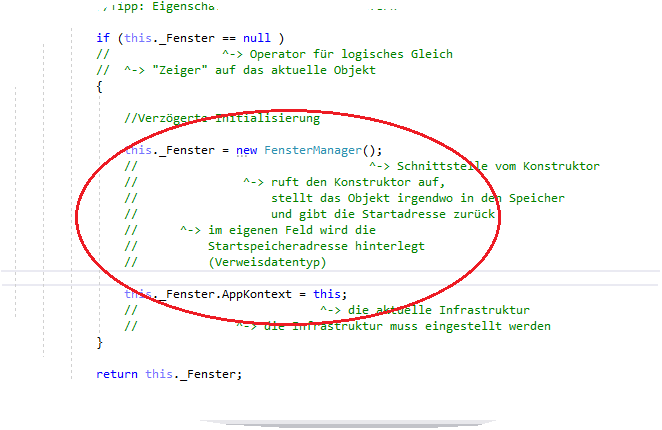 //Tipp: Eigenscha
if (this._Fenster == null )
// ^-> Operator für logisches Gleich
// ^-> "Zeiger" auf das aktuelle Objekt
{
//Verzögerte Initialisierung
this._Fenster = new FensterManager();
// ^-> Schnittstelle vom Konstruktor
// ^-> ruft den Konstruktor auf,
// stellt das Objekt irgendwo in den Speicher
// und gibt die Startadresse zurück
// ^-> im eigenen Feld wird die
// Startspeicheradresse hinterlegt
// (Verweisdatentyp)
this._Fenster.AppKontext = this;
// ^-> die aktuelle Infrastruktur
// ^-> die Infrastruktur muss eingestellt werden
}
return this._Fenster;